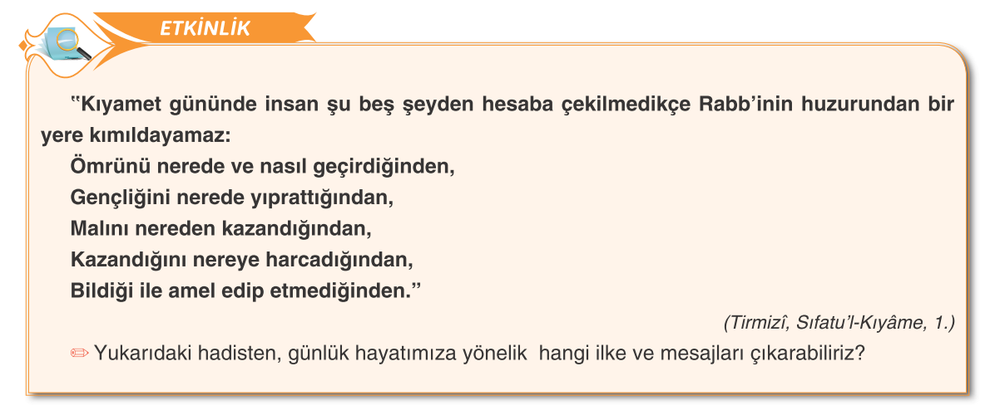 ETKİNLİK
“Kıyamet gününde insan şu beş şeyden hesaba çekilmedikçe Rabb’inin huzurundan bir
yere kımıldayamaz:
Ömrünü nerede ve nasıl geçirdiğinden,
Gençliğini nerede yıprattığından,
Malını nereden kazandığından,
Kazandığını nereye harcadığından,
Bildiği ile amel edip etmediğinden.”
(Tirmizî, Sıfatu’l-Kıyâme, 1.)
✏ Yukarıdaki hadisten, günlük hayatımıza yönelik hangi ilke ve mesajları çıkarabiliriz?